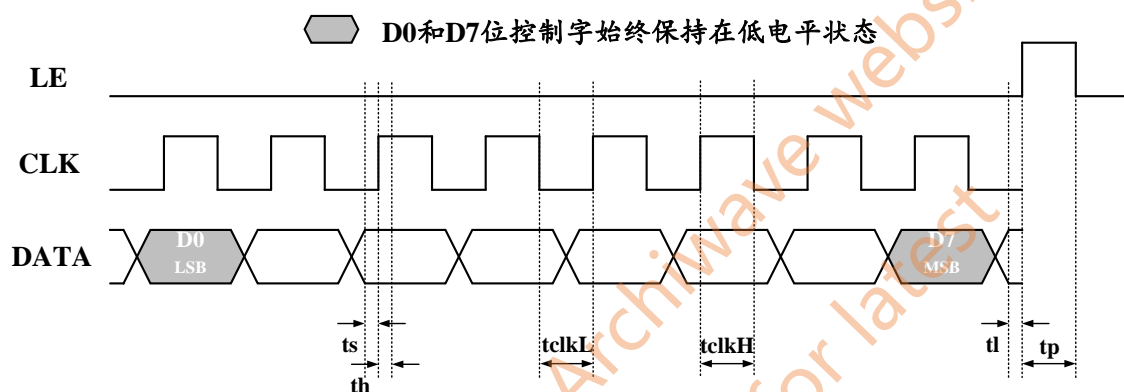 D0和D7位控制字始终保持在低电平状态
LE
CLK
DATA
D0
LSB
D7
MSB
ts
th
tclkL
tclkH
tl
tp
Archiwave websi
for latest